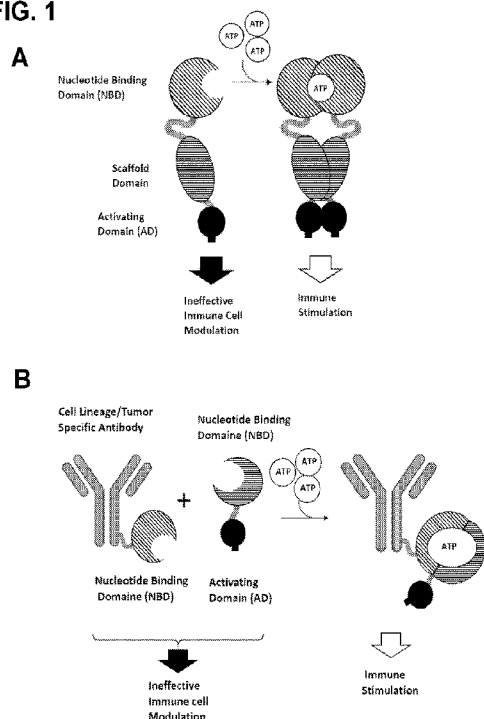 FIG. 1
A
ATP
ATP
ATP
Nucleotide Binding
Domain (NBD)
ATP
Scaffold
Domain
Activating
Domain (AD)
Ineffective
Immune Cell
Modulation
Immune
Stimulation
B
Cell Lineage/Tumor
Specific Antibody
Nucleotide Binding
Domaine (NBD)
ATP
ATP
ATP
+
ATP
Nucleotide Binding
Domaine (NBD)
Activating
Domain (AD)
Ineffective
Immune cell
Modulation
Immune
Stimulation